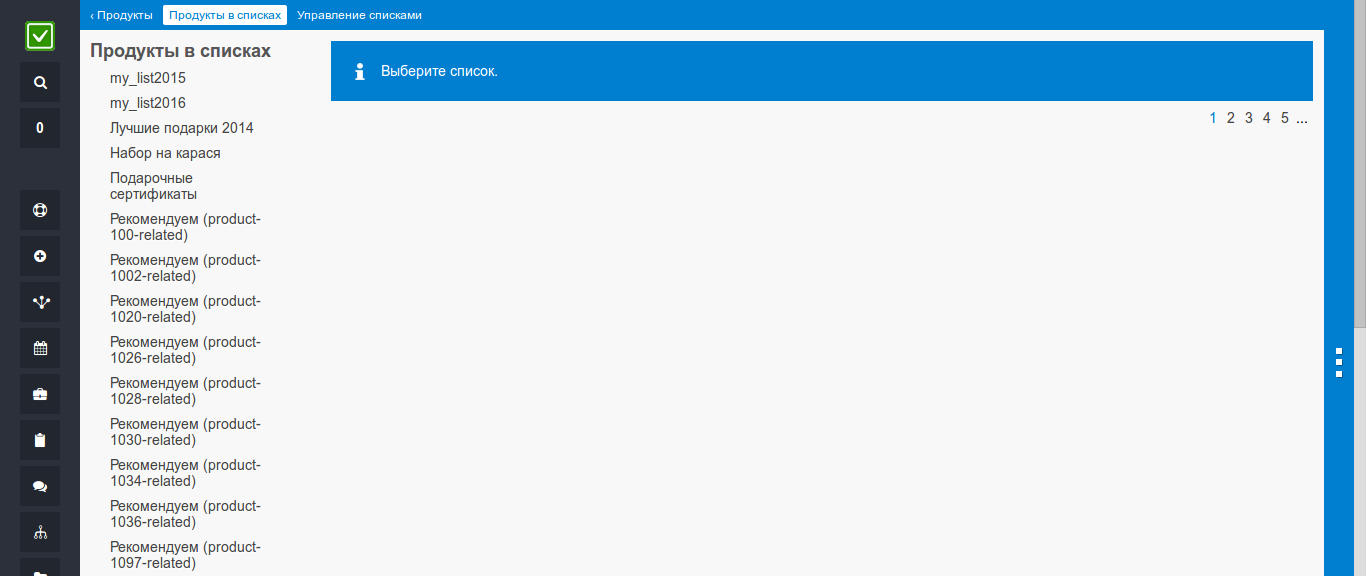 ‹ Продукты Продукты в списках Управление списками
0
Продукты в списках
my_list2015
my_list2016
Лучшие подарки 2014
Набор на карася
Подарочные
сертификаты
Рекомендуем (product-
100-related)
Рекомендуем (product-
1002-related)
Рекомендуем (product-
1020-related)
Рекомендуем (product-
1026-related)
Рекомендуем (product-
1028-related)
Рекомендуем (product-
1030-related)
Рекомендуем (product-
1034-related)
Рекомендуем (product-
1036-related)
Рекомендуем (product-
1097-related)
Выберите список.
1 2 3 4 5 ...